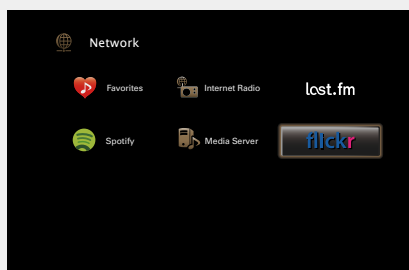 Network
Favorites
Internet Radio
last.fm
Spotify
Media Server
flickr